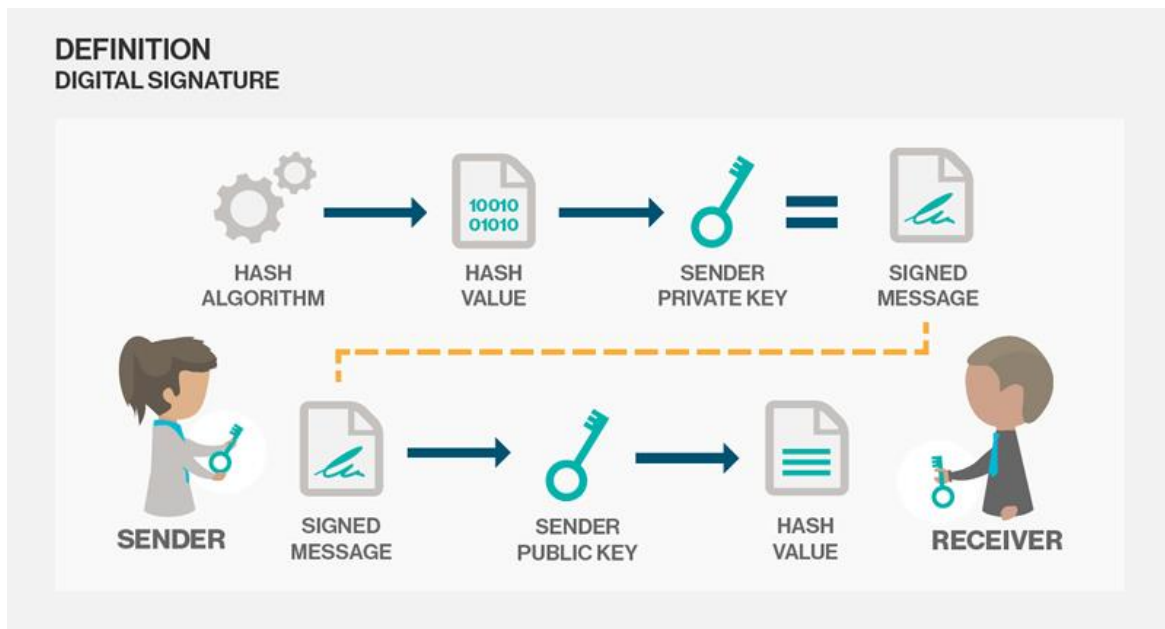 DEFINITION
DIGITAL SIGNATURE
10010
01010
HASH
ALGORITHM
HASH
VALUE
SENDER
PRIVATE KEY
SIGNED
MESSAGE
SENDER
SIGNED
MESSAGE
SENDER
PUBLIC KEY
HASH
VALUE
RECEIVER